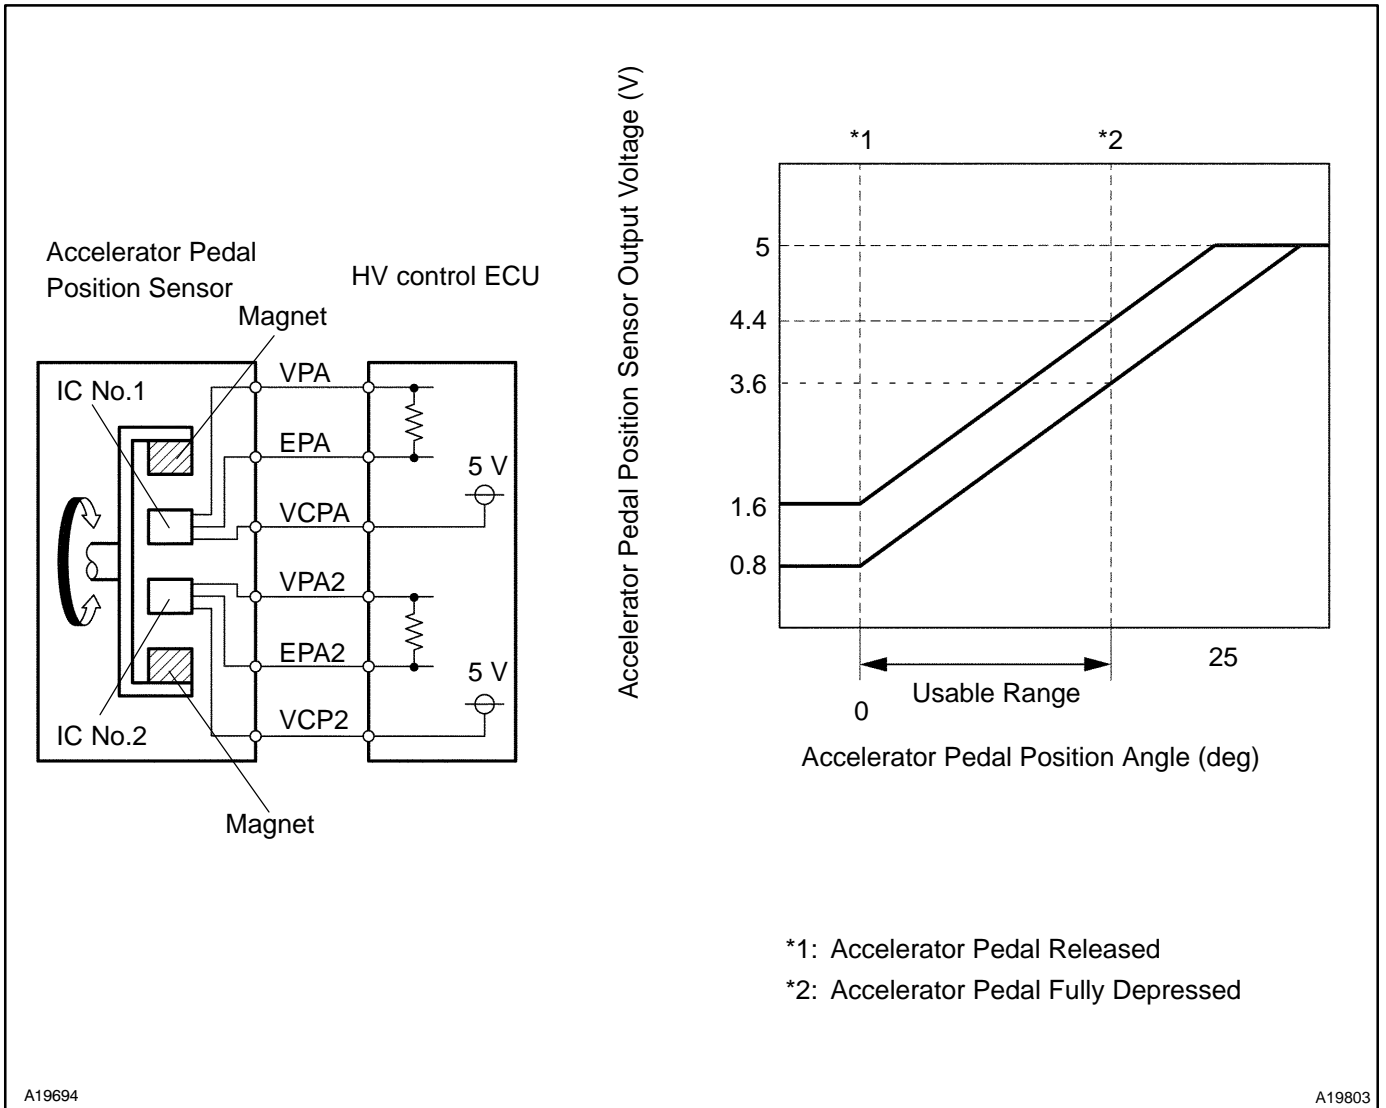 Accelerator Pedal
Position Sensor
HV control ECU
Magnet
IC No.1
VPA
EPA
5 V
VCPA
VPA2
EPA2
5 V
VCP2
IC No.2
Magnet
Accelerator Pedal Position Sensor Output Voltage (V)
*1
*2
5
4.4
3.6
1.6
0.8
25
Usable Range
0
Accelerator Pedal Position Angle (deg)
*1: Accelerator Pedal Released
*2: Accelerator Pedal Fully Depressed
A19694
A19803